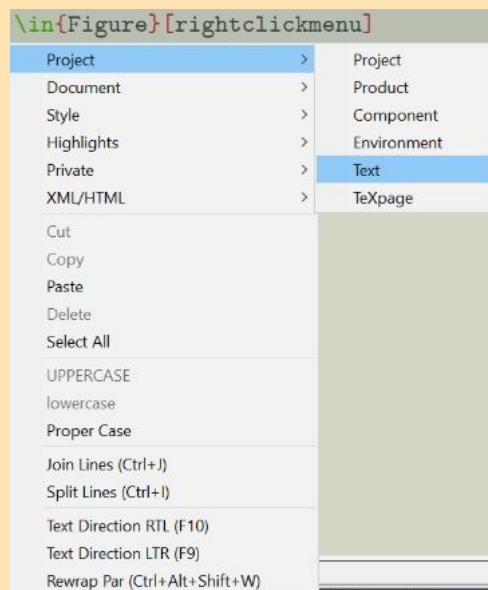 \in{Figure}[rightclickmenu]
Project >
Document >
Style >
Highlights >
Private >
XML/HTML >
Cut
Copy
Paste
Delete
Select All
UPPERCASE
lowercase
Proper Case
Join Lines (Ctrl+J)
Split Lines (Ctrl+I)
Text Direction RTL (F10)
Text Direction LTR (F9)
Rewrap Par (Ctrl+Alt+Shift+W)
Project
Product
Component
Environment
Text
TeXpage